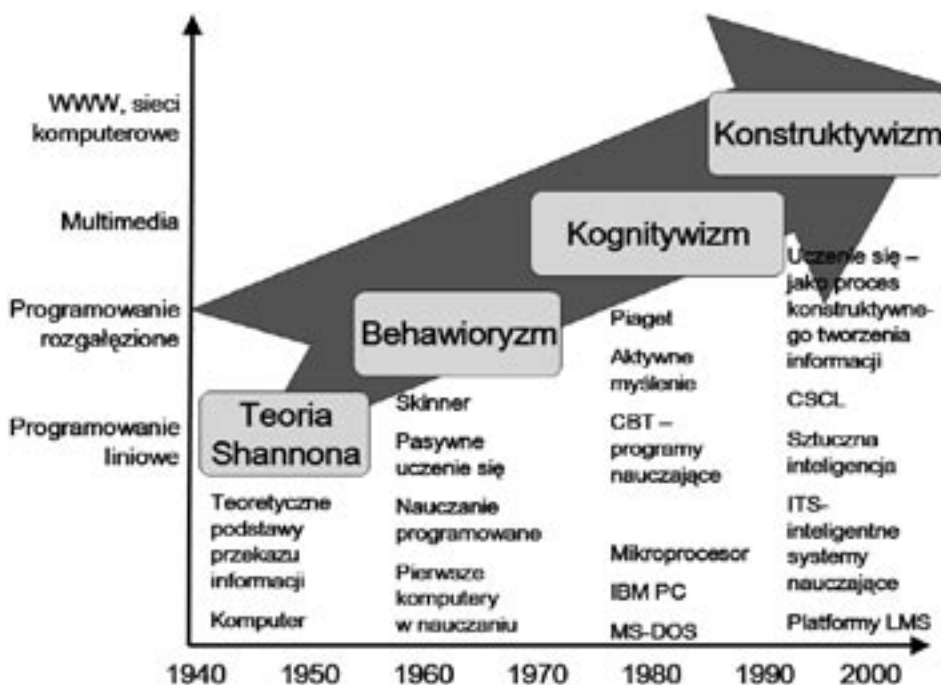 WWW, sieci
komputerowe
Multimedia
Programowanie
rozgałęzione
Programowanie
liniowe
Teoria
Shannona
Teoretyczne
podstawy
przekazu
informacji
Komputer
Behawioryzm
Skinner
Pasywne
uczenie się
Nauczanie
programowane
Pierwsze
komputery
w nauczaniu
Kognitywizm
Piaget
Aktywne
myślenie
CBT –
programy
nauczające
Mikroprocesor
IBM PC
MS-DOS
Konstruktywizm
Uczenie się –
jako proces
konstruktywne-
go tworzenia
informacji
CSCL
Sztuczna
inteligencja
ITS-
inteligentne
systemy
nauczające
Platformy LMS
1940 1950 1960 1970 1980 1990 2000